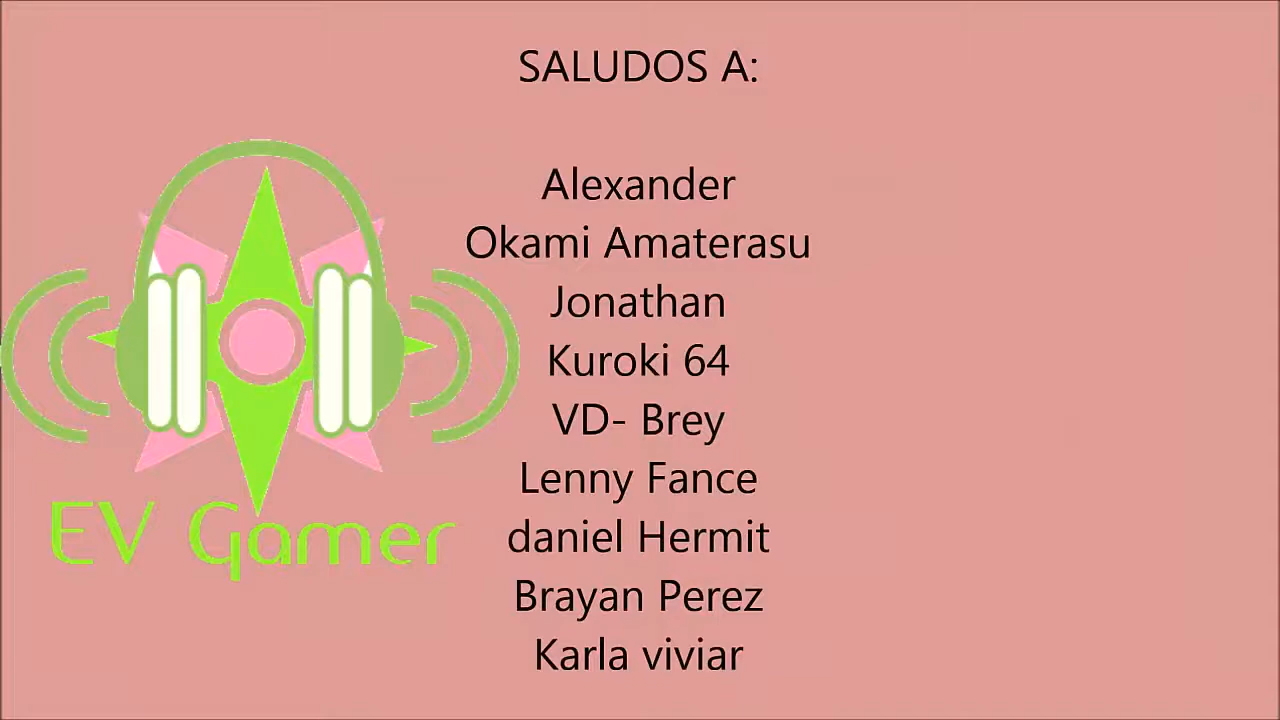 SALUDOS A:
Alexander
Okami Amaterasu
Jonathan
Kuroki 64
VD- Brey
Lenny Fance
daniel Hermit
Brayan Perez
Karla viviar
EV Gamer